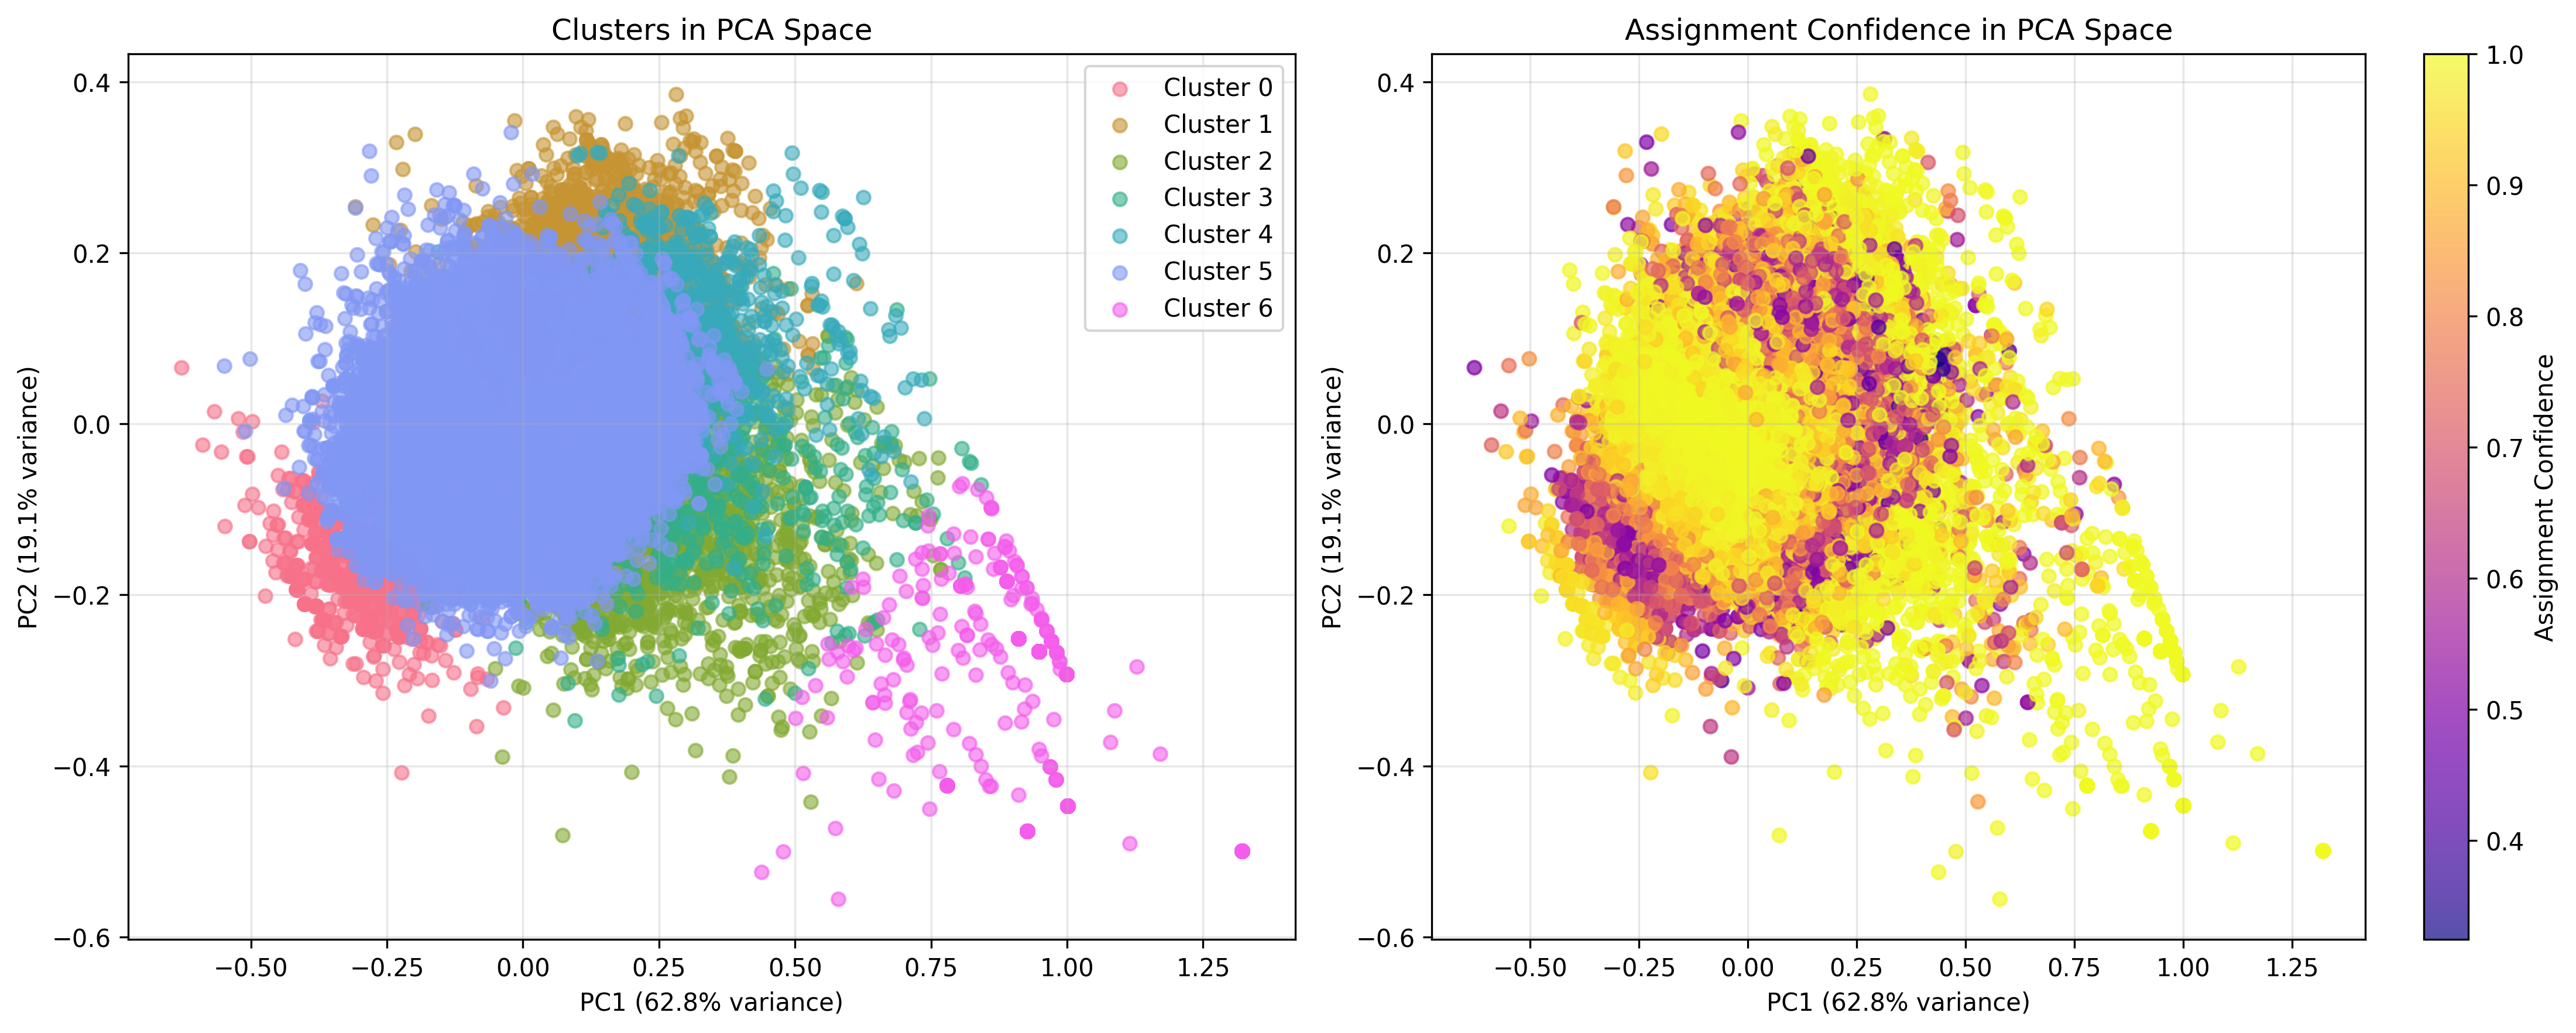 Clusters in PCA Space
0.4
0.2
0.0
−0.2
−0.4
−0.6
PC2 (19.1% variance)
Cluster 0
Cluster 1
Cluster 2
Cluster 3
Cluster 4
Cluster 5
Cluster 6
−0.50 −0.25 0.00 0.25 0.50 0.75 1.00 1.25
PC1 (62.8% variance)
Assignment Confidence in PCA Space
0.4
0.2
0.0
−0.2
−0.4
−0.6
PC2 (19.1% variance)
−0.50 −0.25 0.00 0.25 0.50 0.75 1.00 1.25
PC1 (62.8% variance)
1.0
0.9
0.8
0.7
0.6
0.5
0.4
Assignment Confidence